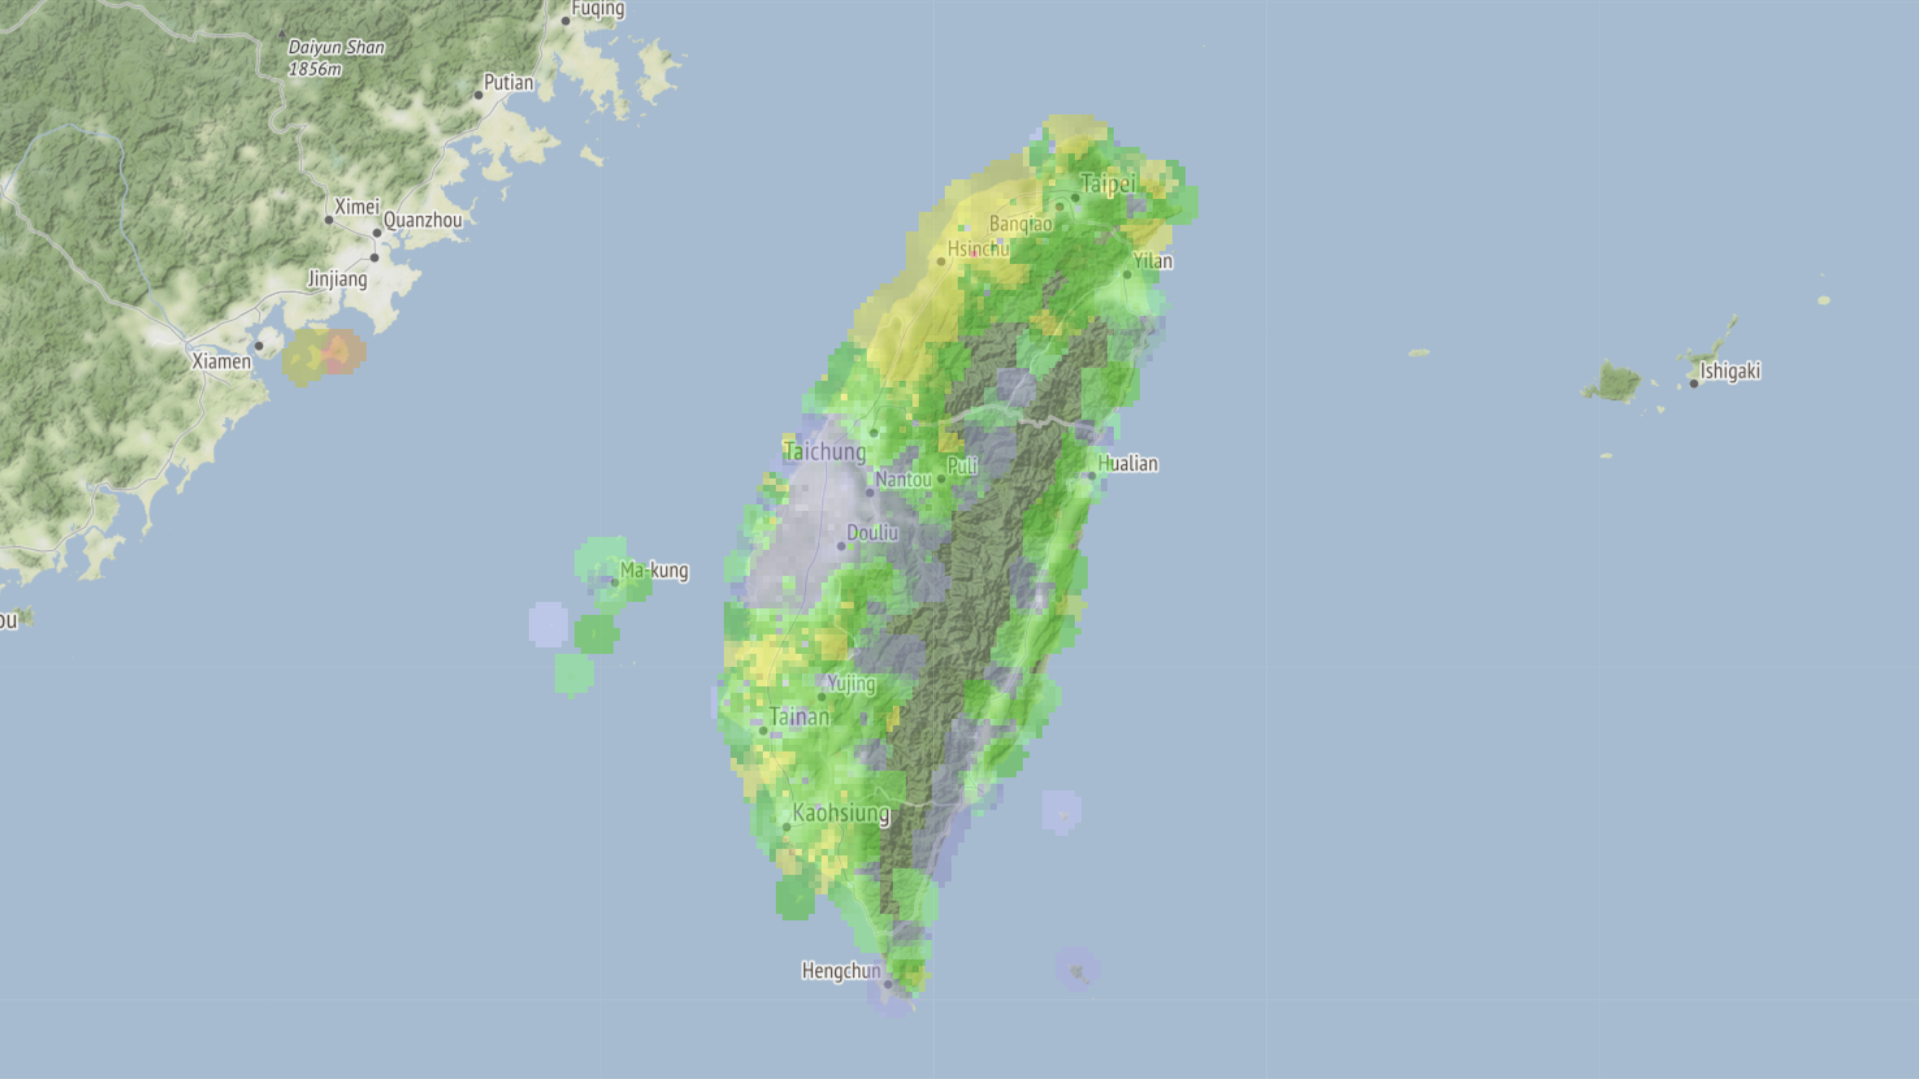 Fuqing
Daiyun Shan
1856m
Putian
Taipei
Ximei
Quanzhou
Banqiao
Hsinchu
Yilan
Jinjiang
Xiamen
Ishigaki
Taichung
Hualian
Puli
Nantou
Douliu
Ma-kung
ou
Yujing
Tainan
Kaohsiung
Hengchun